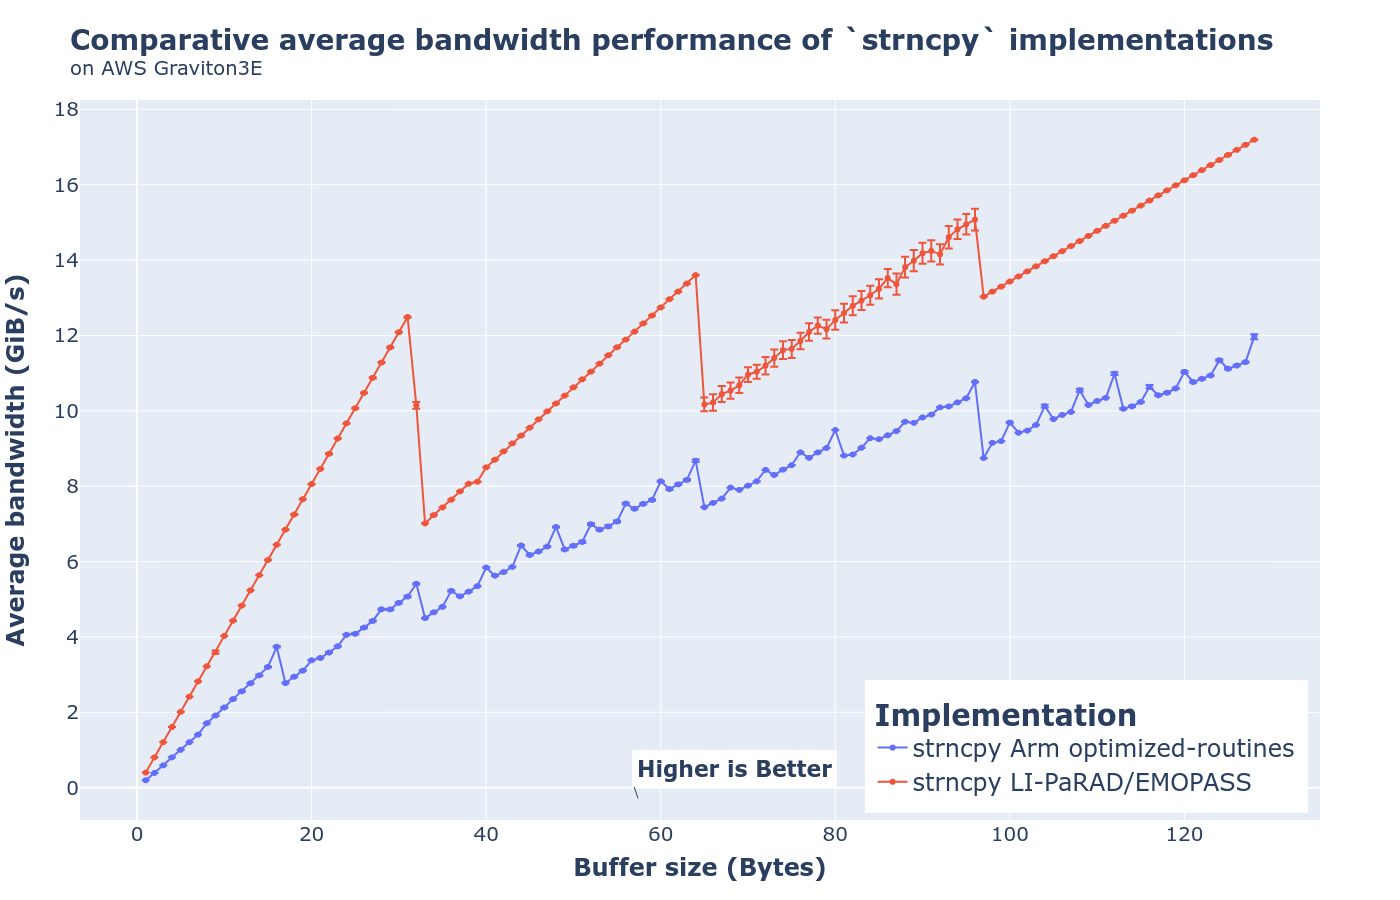 Comparative average bandwidth performance of `strncpy` implementations
on AWS Graviton3E
Average bandwidth (GiB/s)
18
16
14
12
10
8
6
4
2
0
0 20 40 60 80 100 120
Buffer size (Bytes)
Higher is Better
Implementation
strncpy Arm optimized-routines
strncpy LI-PaRAD/EMOPASS